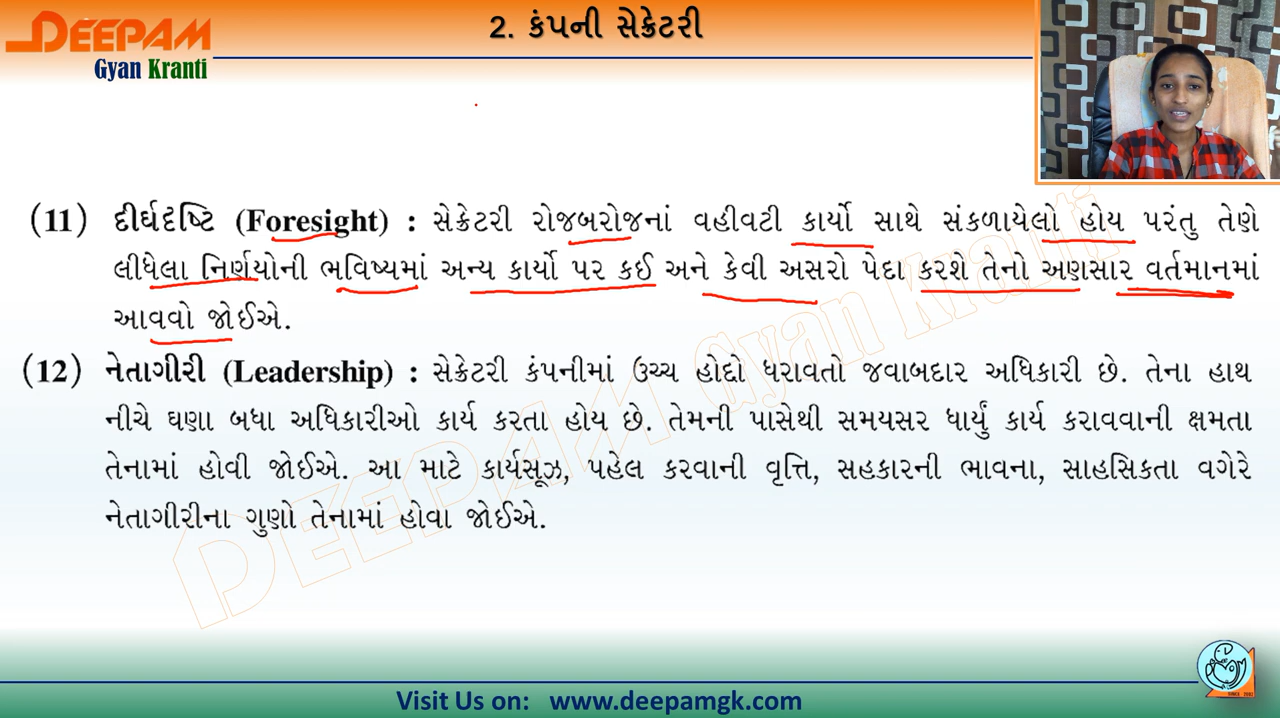 DEEPAM
Gyan Kranti
2. કંપની સેક્રેટરી
(11) દીર્ઘદૃષ્ટિ (Foresight) : સેક્રેટરી રોજબરોજનાં વહીવટી કાર્યો સાથે સંકળાયેલો હોય પરંતુ તેણે
લીધેલા નિર્ણયોની ભવિષ્યમાં અન્ય કાર્યો પર કઈ અને કેવી અસરો પેદા કરશે તેનો અણસાર વર્તમાનમાં
આવવો જોઈએ.
(12) નેતાગીરી (Leadership) : સેક્રેટરી કંપનીમાં ઉચ્ચ હોદ્દો ધરાવતો જવાબદાર અધિકારી છે. તેના હાથ
નીચે ઘણા બધા અધિકારીઓ કાર્ય કરતા હોય છે. તેમની પાસેથી સમયસર ધાર્યું કાર્ય કરાવવાની ક્ષમતા
તેનામાં હોવી જોઈએ. આ માટે કાર્યસૂઝ, પહેલ કરવાની વૃત્તિ, સહકારની ભાવના, સાહસિકતા વગેરે
નેતાગીરીના ગુણો તેનામાં હોવા જોઈએ.
DEEPAM Gyan Kranti
Visit Us on: www.deepamgk.com